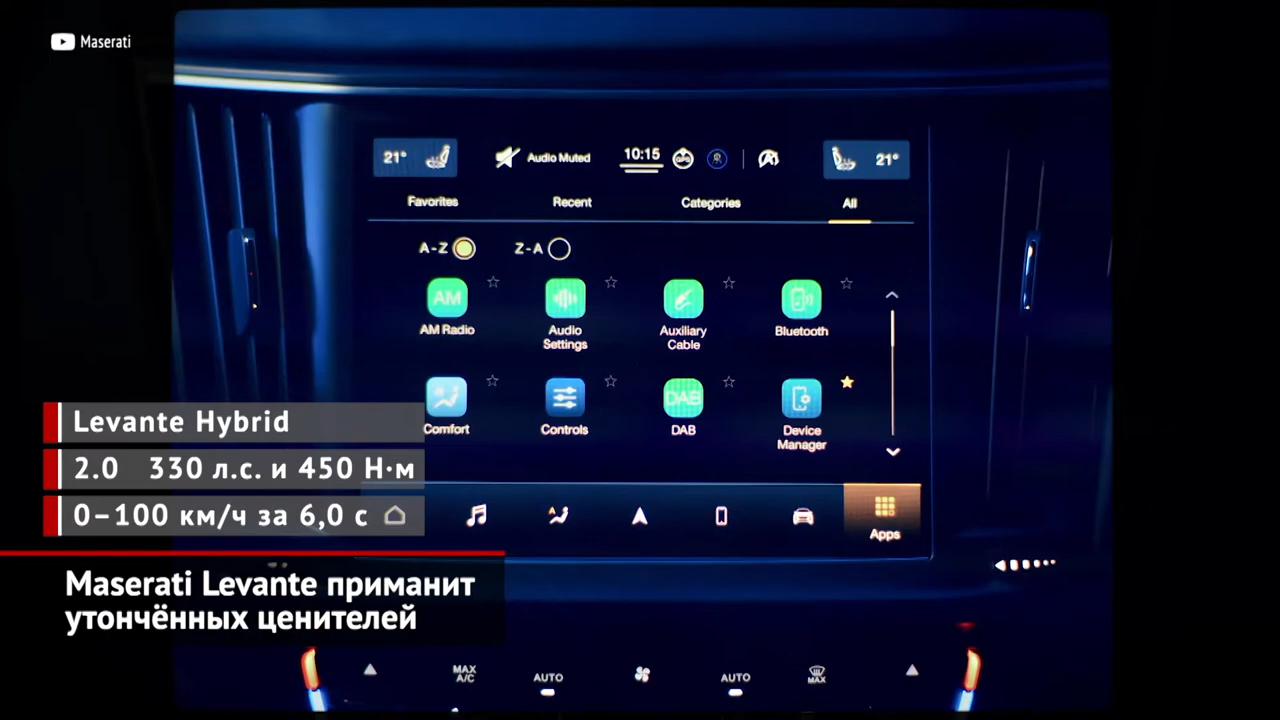 Maserati
21° Audio Muted 10:15 GPS 21°
Favorites Recent Categories All
A-Z Z-A
AM DAB
AM Radio Audio Settings Auxiliary Cable Bluetooth
Comfort Controls DAB Device Manager
Apps
Levante Hybrid
2.0 330 л.с. и 450 Н·м
0–100 км/ч за 6,0 с
Maserati Levante приманит
утончённых ценителей
MAX A/C AUTO AUTO MAX